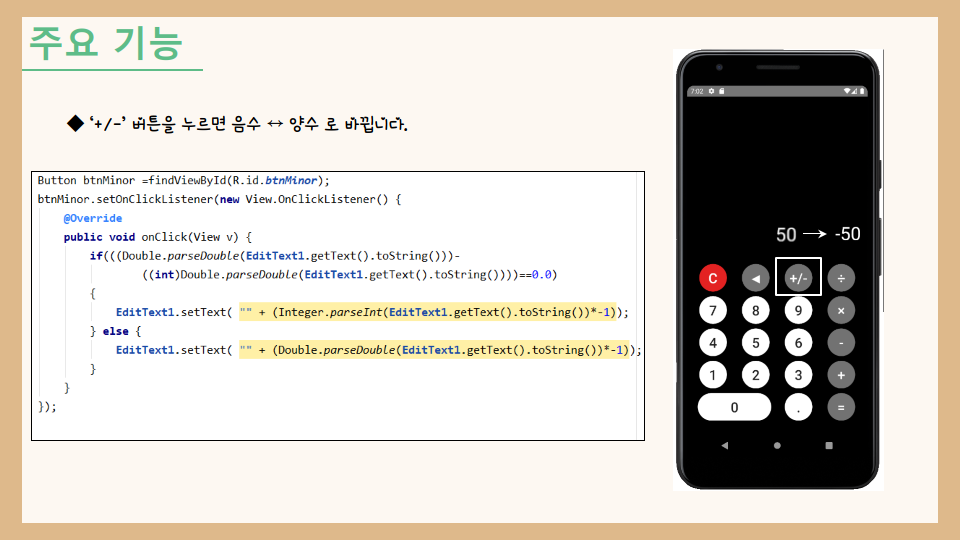 주요 기능
◆ ‘+/-’ 버튼을 누르면 음수 ↔ 양수 로 바뀝니다.
Button btnMinor =findViewById(R.id.btnMinor);
btnMinor.setOnClickListener(new View.OnClickListener() {
@Override
public void onClick(View v) {
if(((Double.parseDouble(EditText1.getText().toString()))-
((int)Double.parseDouble(EditText1.getText().toString())))==0.0)
{
EditText1.setText( "" + (Integer.parseInt(EditText1.getText().toString())*-1));
} else {
EditText1.setText( "" + (Double.parseDouble(EditText1.getText().toString())*-1));
}
}
});
7:02
50 → -50
C ◀ +/- ÷
7 8 9 ×
4 5 6 -
1 2 3 +
0 . =